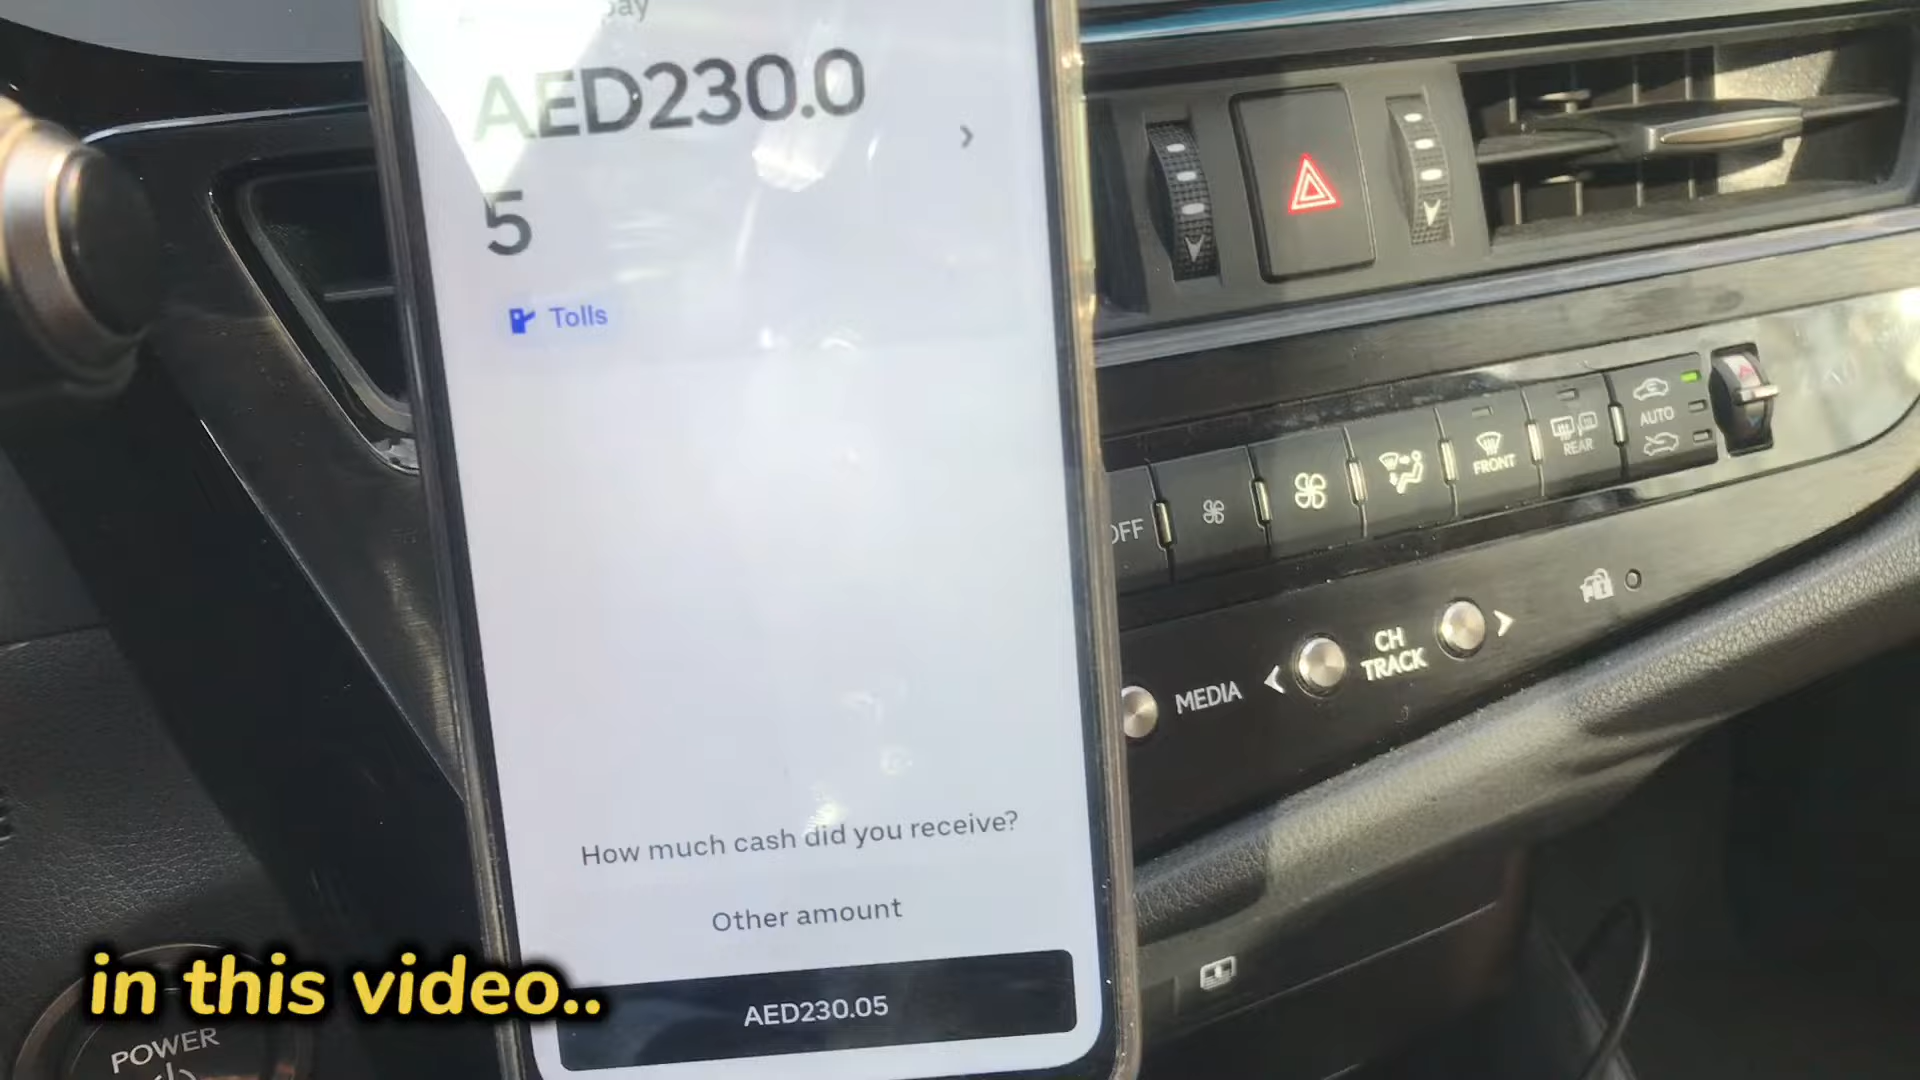 pay
AED230.0
5
Tolls
How much cash did you receive?
Other amount
AED230.05
in this video..
POWER
OFF
FRONT
REAR
AUTO
MEDIA
CH
TRACK